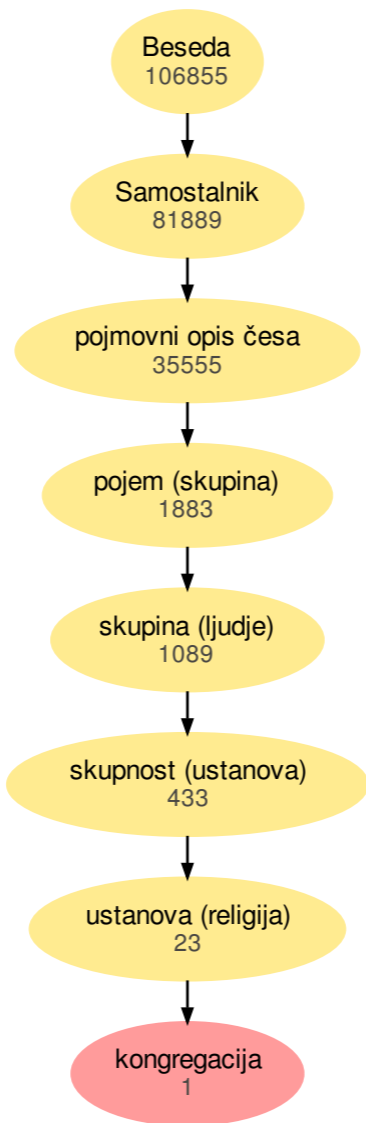 Beseda
106855
Samostalnik
81889
pojmovni opis česa
35555
pojem (skupina)
1883
skupina (ljudje)
1089
skupnost (ustanova)
433
ustanova (religija)
23
kongregacija
1